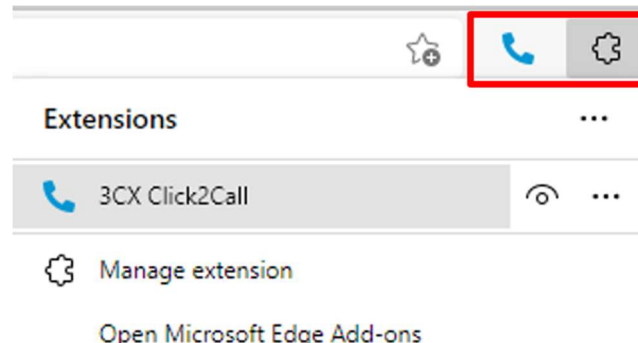 Extensions
3CX Click2Call
Manage extension
Open Microsoft Edge Add-ons